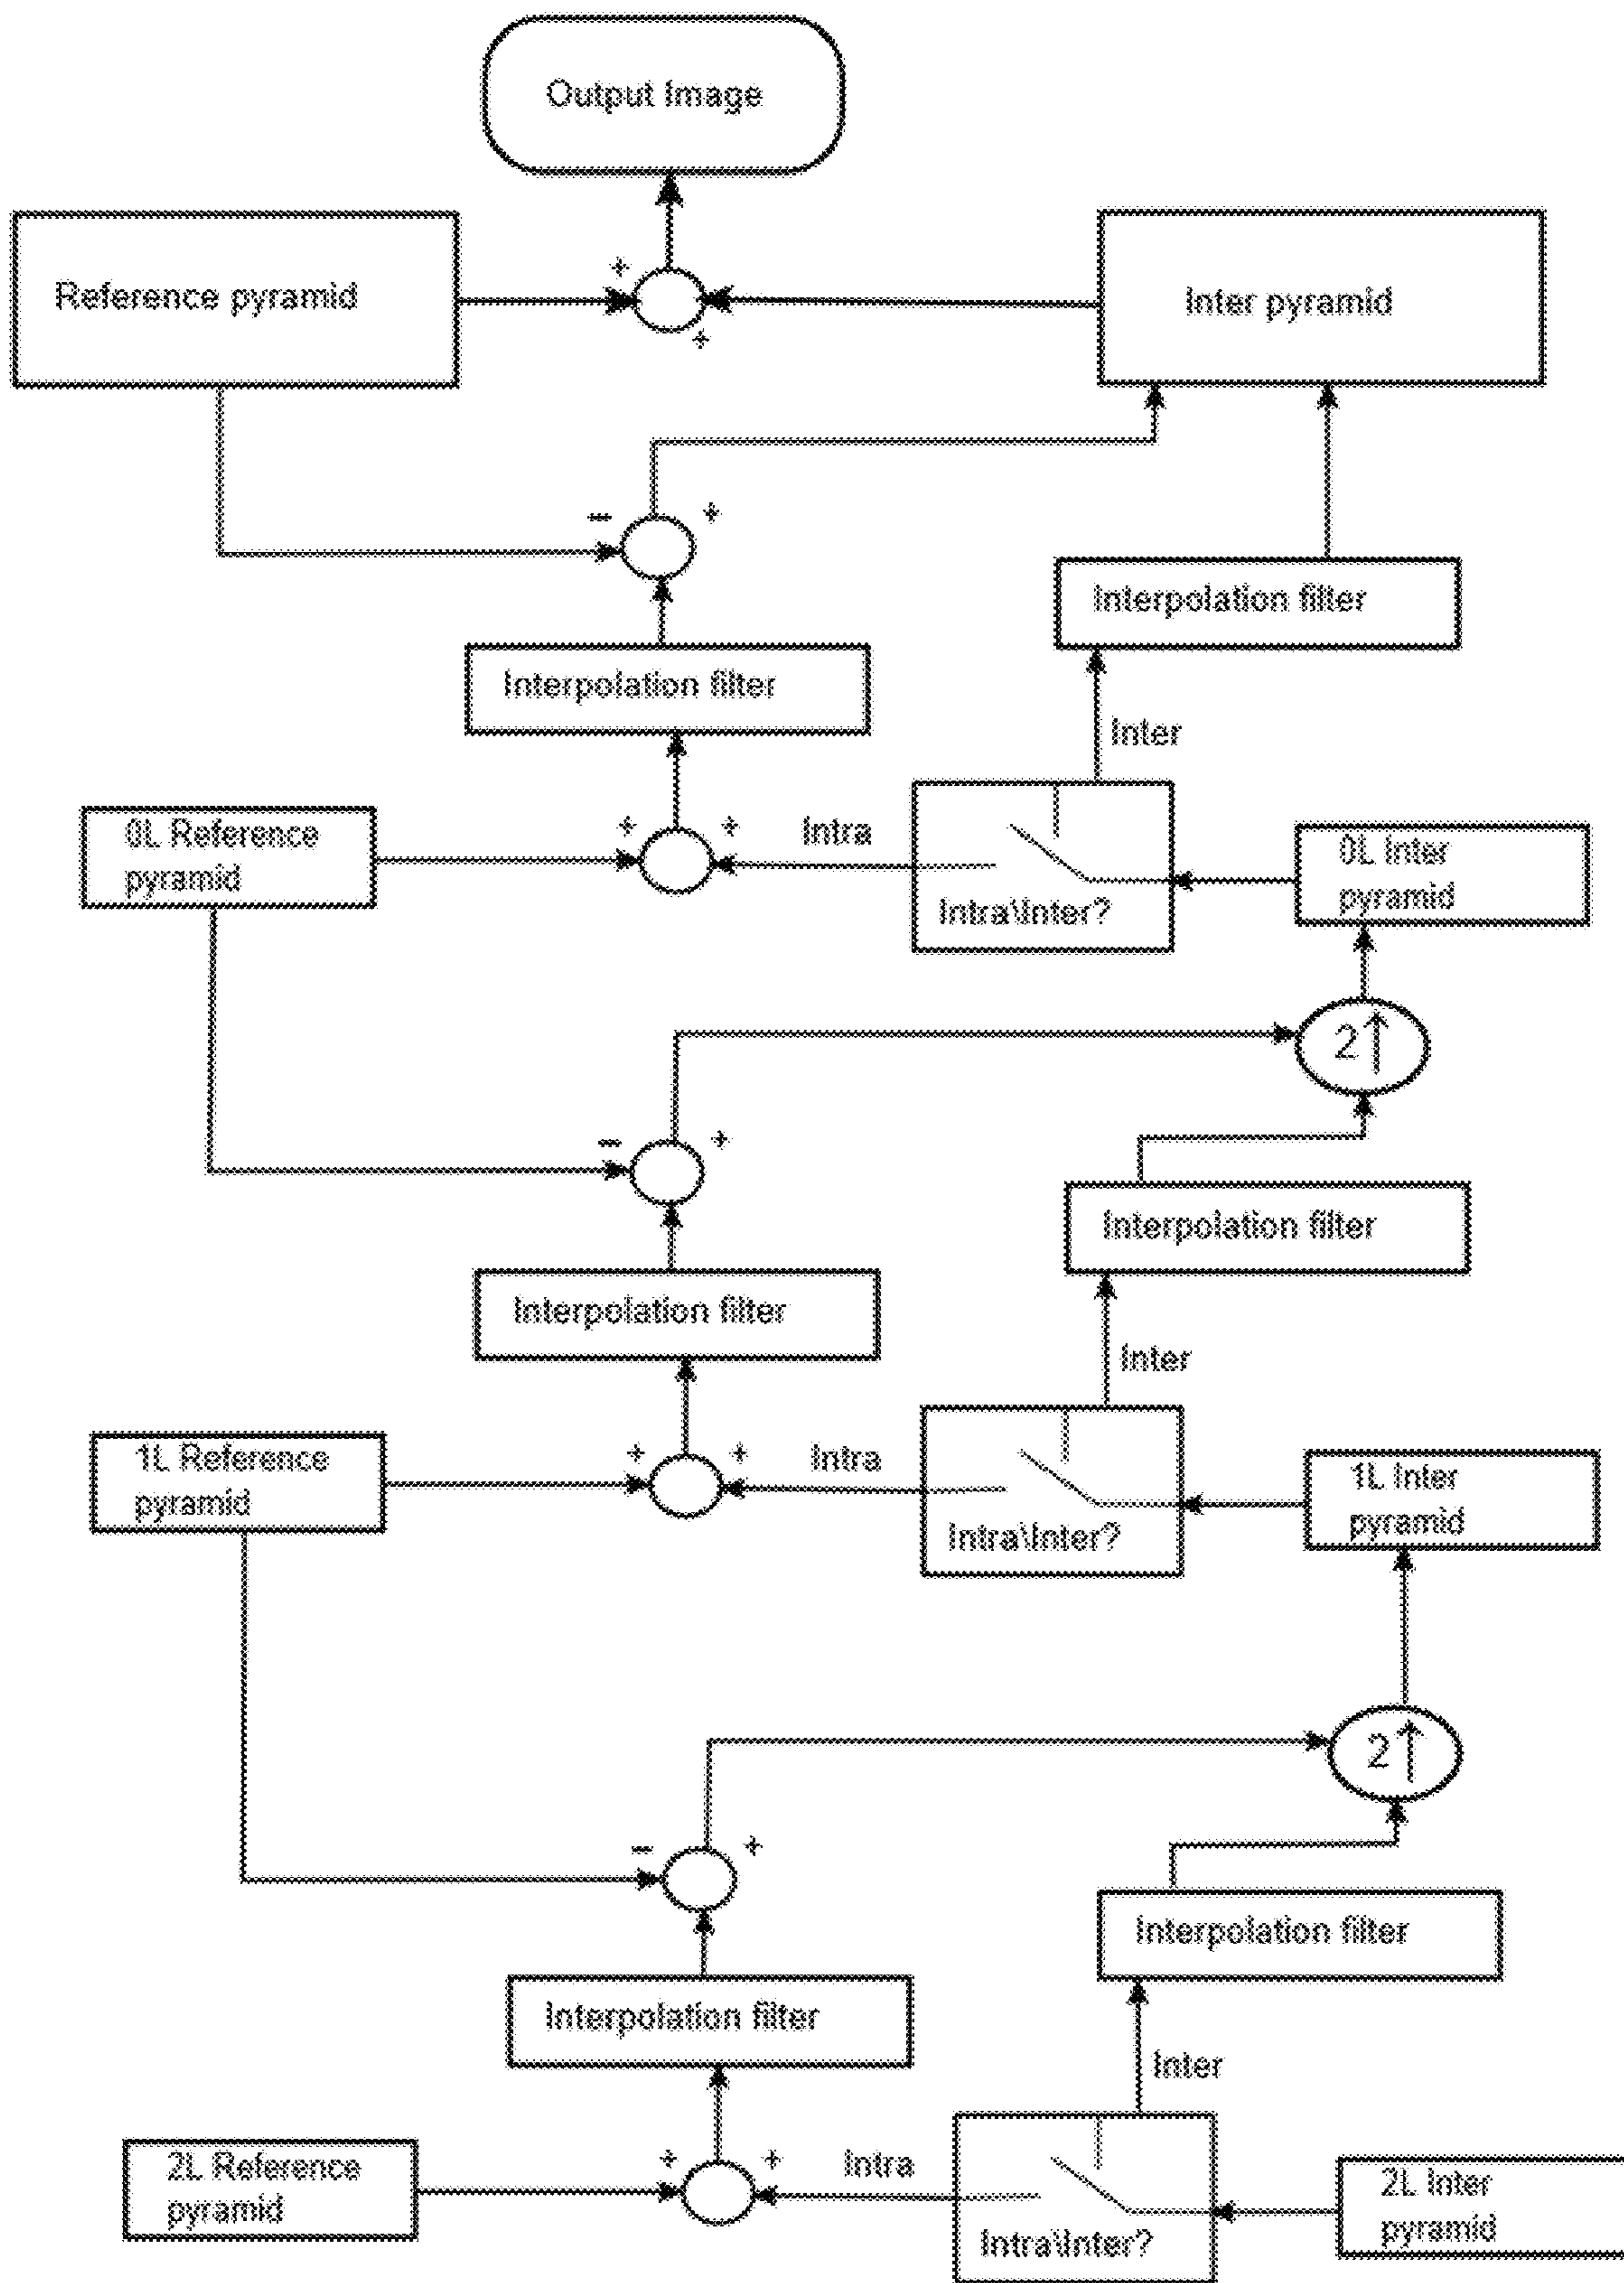 Output Image
Reference pyramid
+
+
Inter pyramid
− +
Interpolation filter
Interpolation filter
Inter
0L Reference
pyramid
+ +
Intra
Intra\Inter?
0L Inter
pyramid
2↑
− +
Interpolation filter
Interpolation filter
Inter
1L Reference
pyramid
+ +
Intra
Intra\Inter?
1L Inter
pyramid
2↑
− +
Interpolation filter
Interpolation filter
Inter
2L Reference
pyramid
+ +
Intra
Intra\Inter?
2L Inter
pyramid